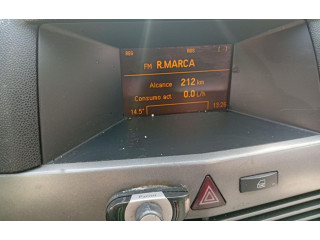 FM R.MARCA
Alcance 212 km
Consumo act. 0.0 L/h
14.5°